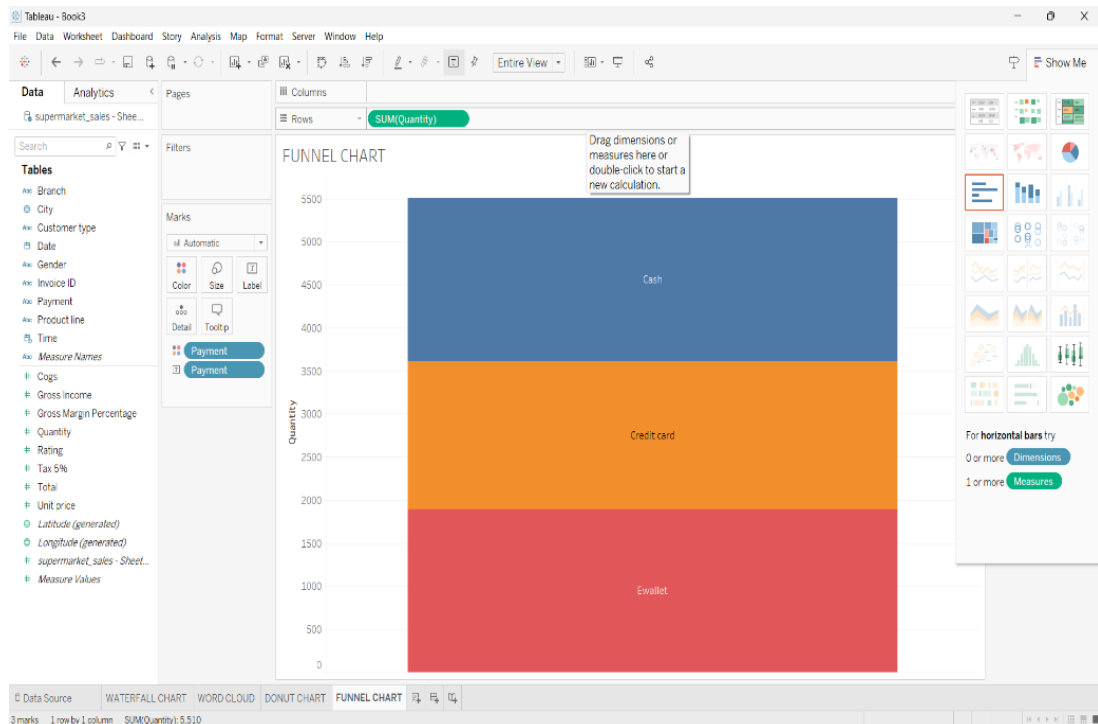 Tableau - Book3
File Data Worksheet Dashboard Story Analysis Map Format Server Window Help
Entire View
Show Me
Data Analytics
Pages
Columns
supermarket_sales - Shee...
Rows
SUM(Quantity)
Search
Filters
Drag dimensions or
measures here or
double-click to start a
new calculation.
FUNNEL CHART
Tables
Abc Branch
City
Abc Customer type
Date
Abc Gender
Abc Invoice ID
Abc Payment
Abc Product line
Time
Abc Measure Names
# Cogs
# Gross Income
# Gross Margin Percentage
# Quantity
# Rating
# Tax 5%
# Total
# Unit price
Latitude (generated)
Longitude (generated)
# supermarket_sales - Sheet...
# Measure Values
Marks
Automatic
Color Size Label
Detail Tooltip
Payment
Payment
Quantity
5500
5000
4500
4000
3500
3000
2500
2000
1500
1000
500
0
Cash
Credit card
Ewallet
For horizontal bars try
0 or more Dimensions
1 or more Measures
Data Source WATERFALL CHART WORD CLOUD DONUT CHART FUNNEL CHART
3 marks 1 row by 1 column SUM(Quantity): 5,510